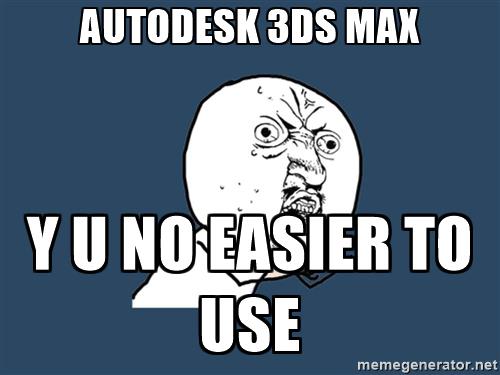 AUTODESK 3DS MAX
Y U NO EASIER TO
USE
memegenerator.net